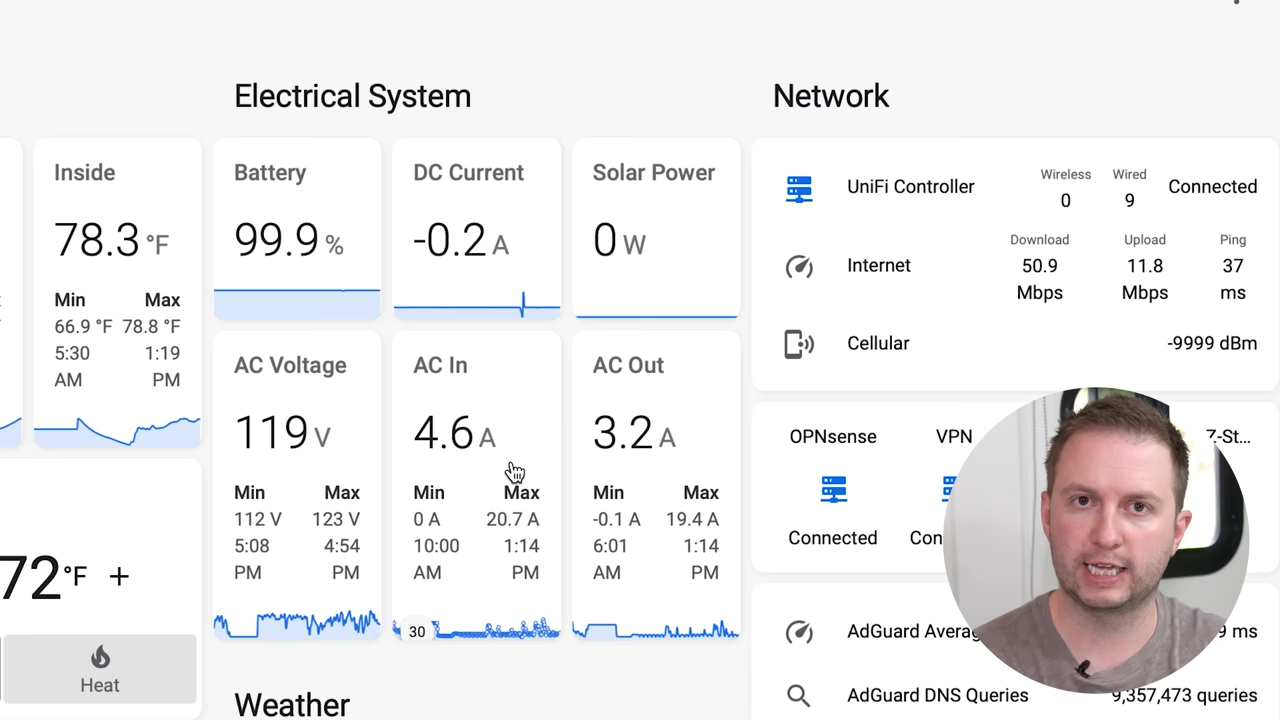 Electrical System
Network
Inside
78.3 °F
Min Max
66.9 °F 78.8 °F
5:30 1:19
AM PM
72 °F +
Heat
Battery
99.9 %
DC Current
-0.2 A
Solar Power
0 W
AC Voltage
119 V
Min Max
112 V 123 V
5:08 4:54
PM PM
AC In
4.6 A
Min Max
0 A 20.7 A
10:00 1:14
AM PM
30
AC Out
3.2 A
Min Max
-0.1 A 19.4 A
6:01 1:14
AM PM
Weather
UniFi Controller
Wireless Wired
0 9
Connected
Internet
Download Upload Ping
50.9 11.8 37
Mbps Mbps ms
Cellular -9999 dBm
OPNsense VPN Z-St...
Connected
AdGuard ms
AdGuard DNS Queries 9,357,473 queries